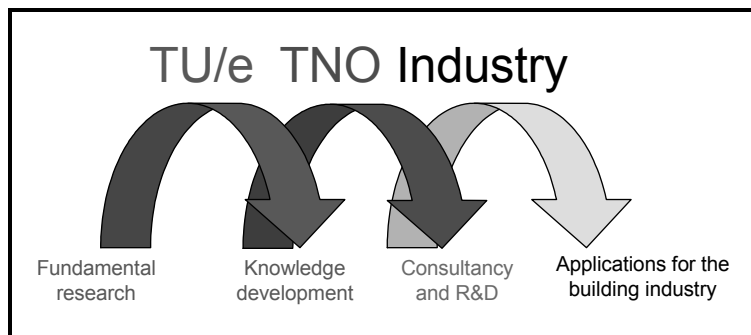 TU/e TNO Industry
Fundamental
research
Knowledge
development
Consultancy
and R&D
Applications for the
building industry